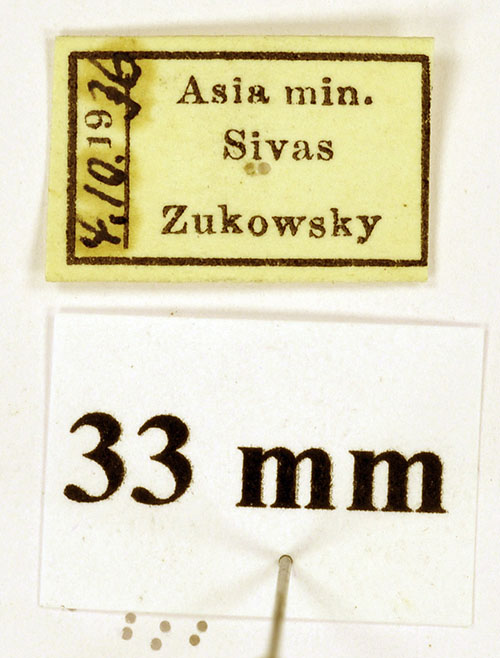 4.10.1936
Asia min.
Sivas
Zukowsky
33 mm